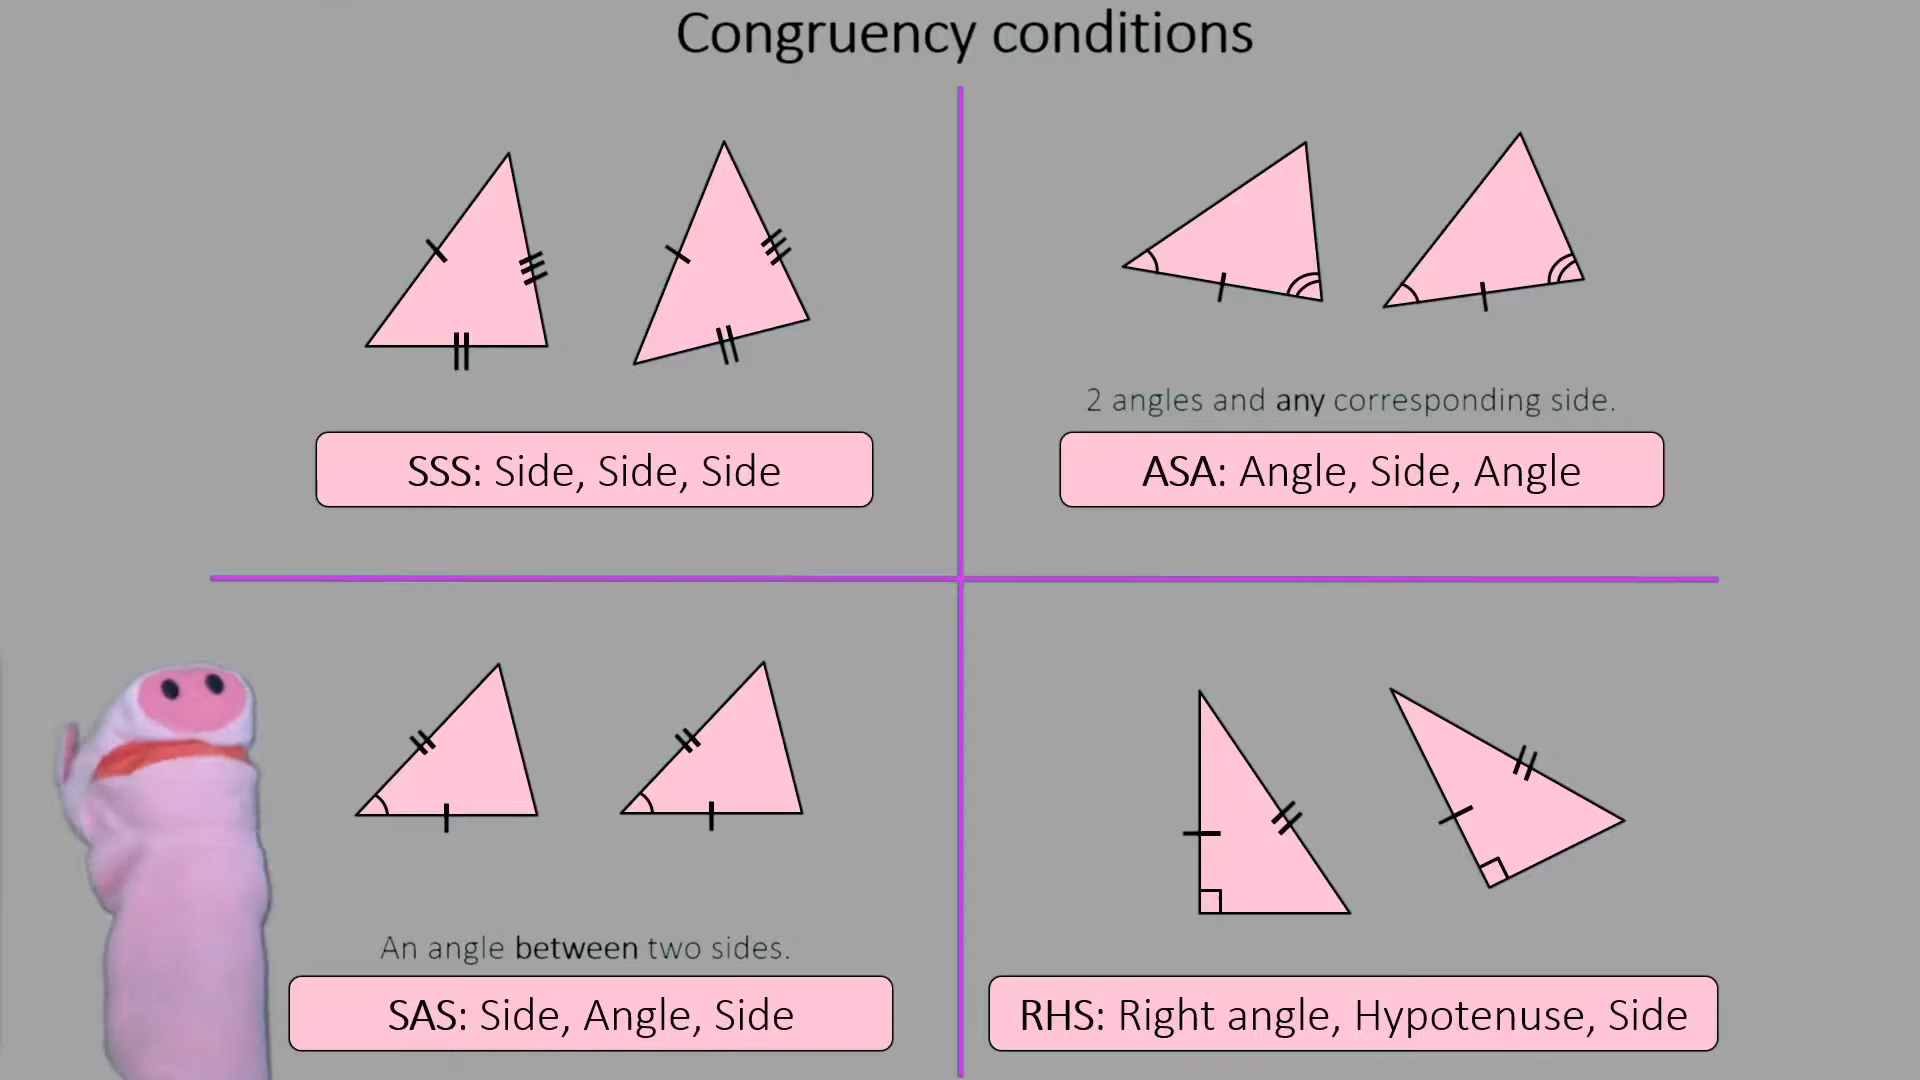 Congruency conditions
2 angles and any corresponding side.
SSS: Side, Side, Side
ASA: Angle, Side, Angle
An angle between two sides.
SAS: Side, Angle, Side
RHS: Right angle, Hypotenuse, Side